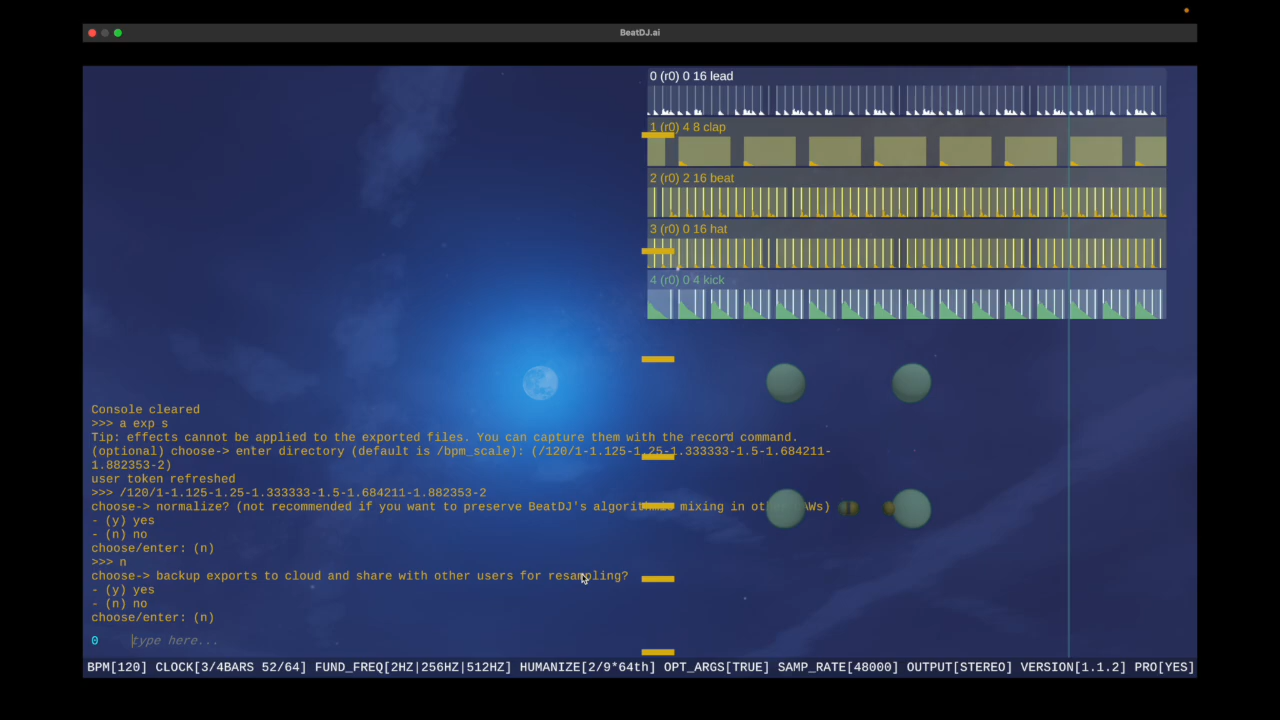 BeatDJ.ai
0 (r0) 0 16 lead
1 (r0) 4 8 clap
2 (r0) 2 16 beat
3 (r0) 0 16 hat
4 (r0) 0 4 kick
Console cleared
>>> a exp s
Tip: effects cannot be applied to the exported files. You can capture them with the record command.
(optional) choose-> enter directory (default is /bpm_scale): (/120/1-1.125-1.25-1.333333-1.5-1.684211-
1.882353-2)
user token refreshed
>>> /120/1-1.125-1.25-1.333333-1.5-1.684211-1.882353-2
choose-> normalize? (not recommended if you want to preserve BeatDJ's algorithmic mixing in other DAWs)
- (y) yes
- (n) no
choose/enter: (n)
>>> n
choose-> backup exports to cloud and share with other users for resampling?
- (y) yes
- (n) no
choose/enter: (n)
0 type here...
BPM[120] CLOCK[3/4BARS 52/64] FUND_FREQ[2HZ|256HZ|512HZ] HUMANIZE[2/9*64th] OPT_ARGS[TRUE] SAMP_RATE[48000] OUTPUT[STEREO] VERSION[1.1.2] PRO[YES]